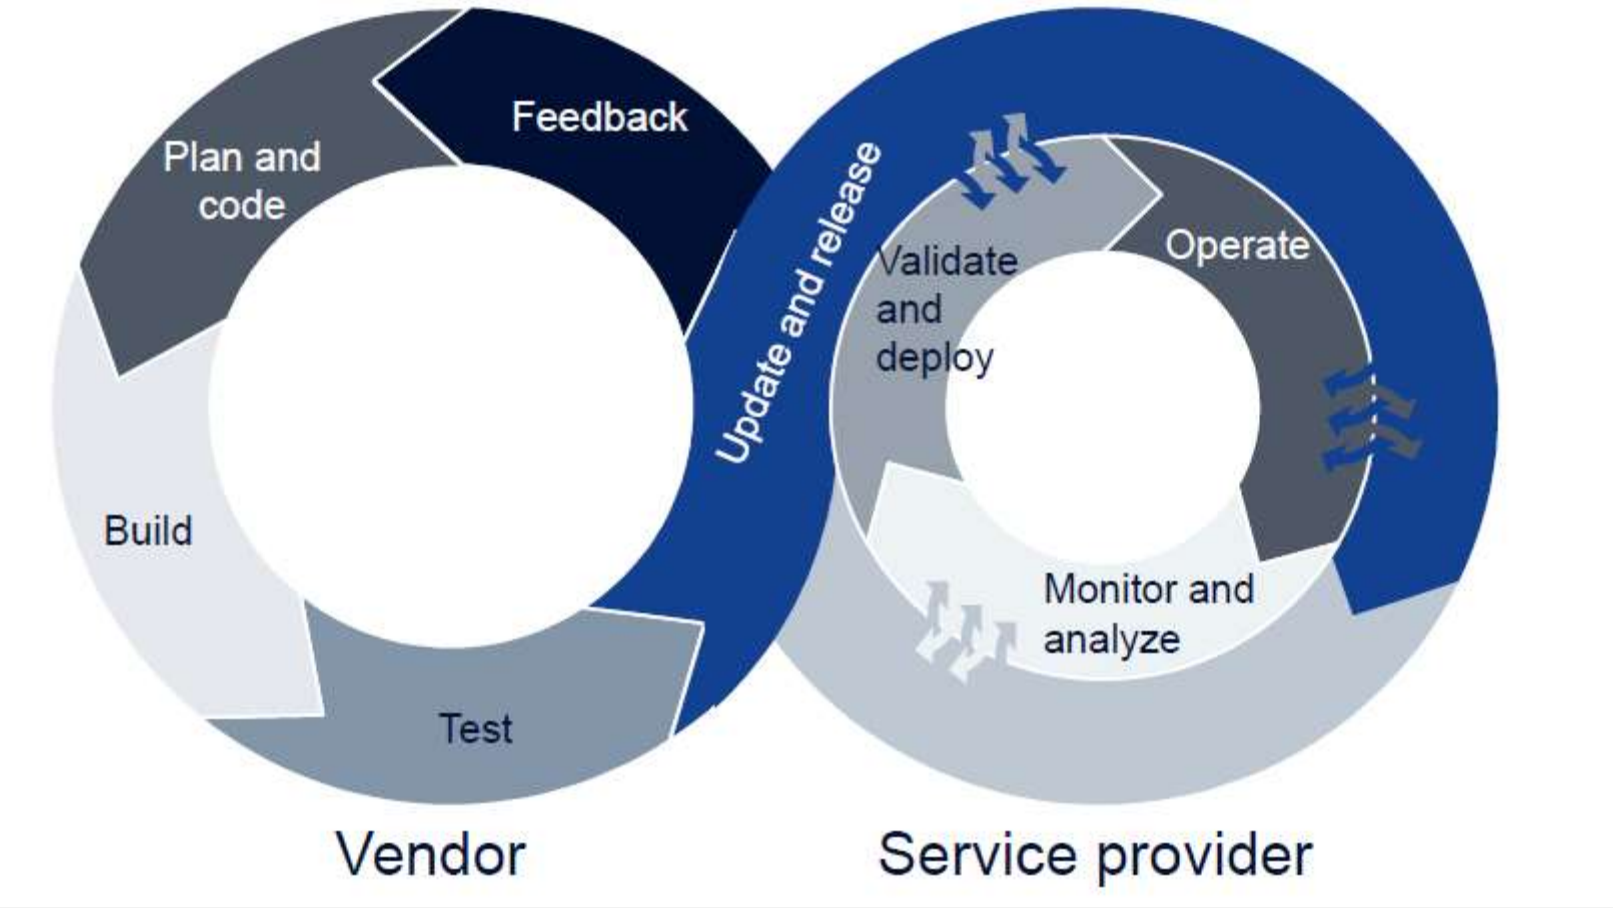 Feedback
Plan and
code
Build
Test
Update and release
Validate
and
deploy
Operate
Monitor and
analyze
Vendor
Service provider